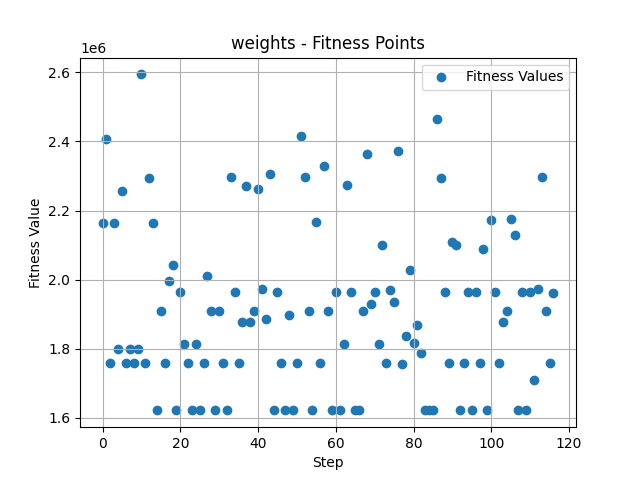 weights - Fitness Points
1e6
Fitness Values
2.6
2.4
2.2
2.0
1.8
1.6
Fitness Value
0 20 40 60 80 100 120
Step